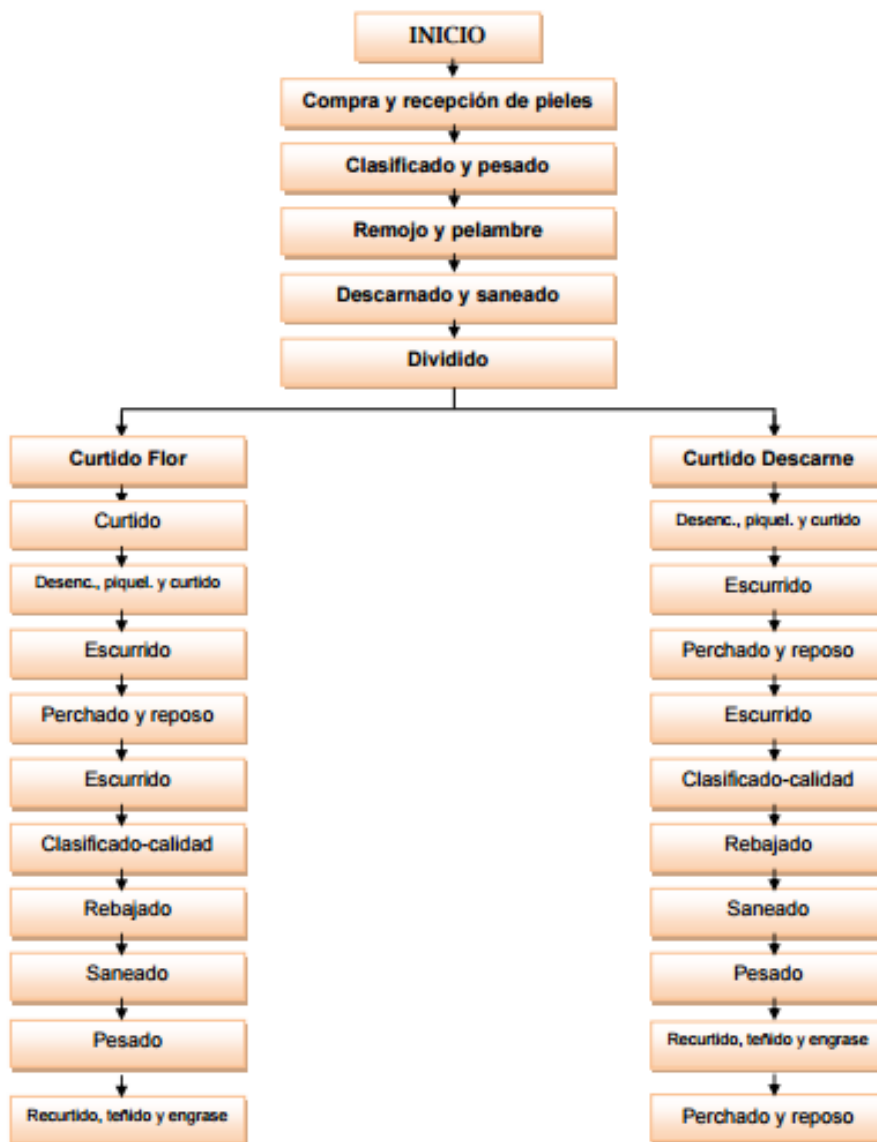 INICIO
Compra y recepción de pieles
Clasificado y pesado
Remojo y pelambre
Descarnado y saneado
Dividido
Curtido Flor
Curtido
Desenc., piquel. y curtido
Escurrido
Perchado y reposo
Escurrido
Clasificado-calidad
Rebajado
Saneado
Pesado
Recurtido, teñido y engrase
Curtido Descarne
Desenc., piquel. y curtido
Escurrido
Perchado y reposo
Escurrido
Clasificado-calidad
Rebajado
Saneado
Pesado
Recurtido, teñido y engrase
Perchado y reposo